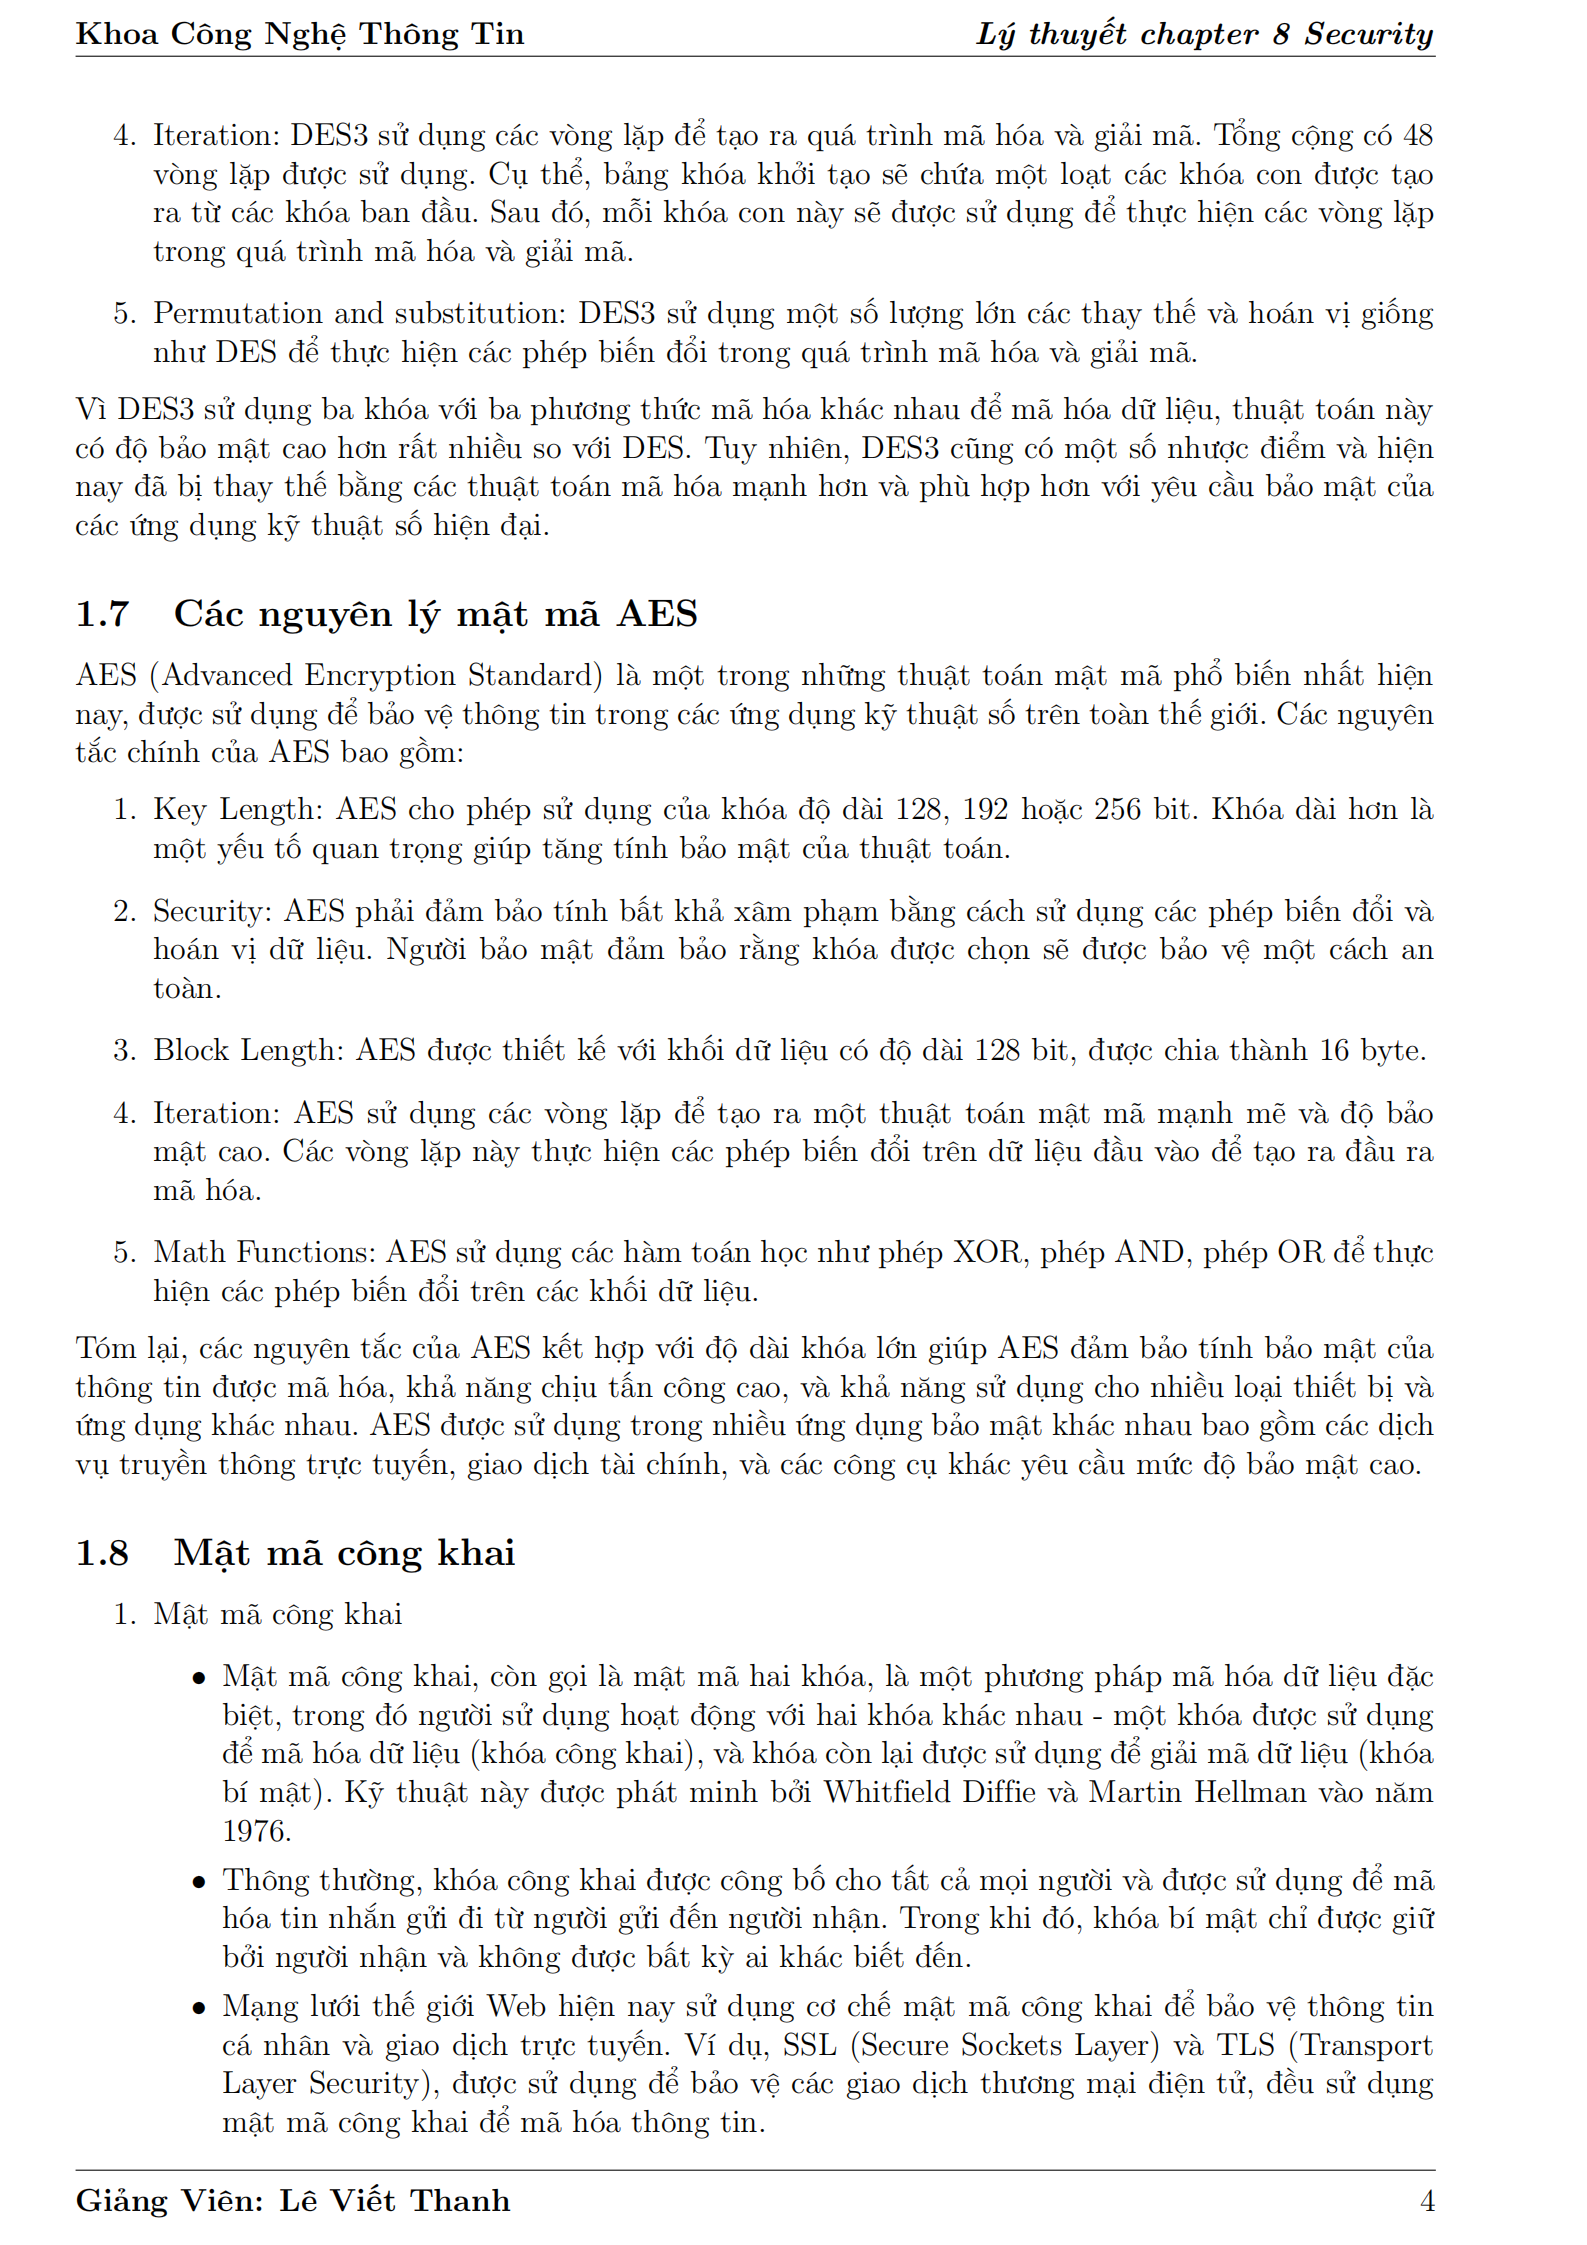 Khoa Công Nghệ Thông Tin
Lý thuyết chapter 8 Security
4. Iteration: DES3 sử dụng các vòng lặp để tạo ra quá trình mã hóa và giải mã. Tổng cộng có 48
vòng lặp được sử dụng. Cụ thể, bảng khóa khởi tạo sẽ chứa một loạt các khóa con được tạo
ra từ các khóa ban đầu. Sau đó, mỗi khóa con này sẽ được sử dụng để thực hiện các vòng lặp
trong quá trình mã hóa và giải mã.
5. Permutation and substitution: DES3 sử dụng một số lượng lớn các thay thế và hoán vị giống
như DES để thực hiện các phép biến đổi trong quá trình mã hóa và giải mã.
Vì DES3 sử dụng ba khóa với ba phương thức mã hóa khác nhau để mã hóa dữ liệu, thuật toán này
có độ bảo mật cao hơn rất nhiều so với DES. Tuy nhiên, DES3 cũng có một số nhược điểm và hiện
nay đã bị thay thế bằng các thuật toán mã hóa mạnh hơn và phù hợp hơn với yêu cầu bảo mật của
các ứng dụng kỹ thuật số hiện đại.
1.7 Các nguyên lý mật mã AES
AES (Advanced Encryption Standard) là một trong những thuật toán mật mã phổ biến nhất hiện
nay, được sử dụng để bảo vệ thông tin trong các ứng dụng kỹ thuật số trên toàn thế giới. Các nguyên
tắc chính của AES bao gồm:
1. Key Length: AES cho phép sử dụng của khóa độ dài 128, 192 hoặc 256 bit. Khóa dài hơn là
một yếu tố quan trọng giúp tăng tính bảo mật của thuật toán.
2. Security: AES phải đảm bảo tính bất khả xâm phạm bằng cách sử dụng các phép biến đổi và
hoán vị dữ liệu. Người bảo mật đảm bảo rằng khóa được chọn sẽ được bảo vệ một cách an
toàn.
3. Block Length: AES được thiết kế với khối dữ liệu có độ dài 128 bit, được chia thành 16 byte.
4. Iteration: AES sử dụng các vòng lặp để tạo ra một thuật toán mật mã mạnh mẽ và độ bảo
mật cao. Các vòng lặp này thực hiện các phép biến đổi trên dữ liệu đầu vào để tạo ra đầu ra
mã hóa.
5. Math Functions: AES sử dụng các hàm toán học như phép XOR, phép AND, phép OR để thực
hiện các phép biến đổi trên các khối dữ liệu.
Tóm lại, các nguyên tắc của AES kết hợp với độ dài khóa lớn giúp AES đảm bảo tính bảo mật của
thông tin được mã hóa, khả năng chịu tấn công cao, và khả năng sử dụng cho nhiều loại thiết bị và
ứng dụng khác nhau. AES được sử dụng trong nhiều ứng dụng bảo mật khác nhau bao gồm các dịch
vụ truyền thông trực tuyến, giao dịch tài chính, và các công cụ khác yêu cầu mức độ bảo mật cao.
1.8 Mật mã công khai
1. Mật mã công khai
• Mật mã công khai, còn gọi là mật mã hai khóa, là một phương pháp mã hóa dữ liệu đặc
biệt, trong đó người sử dụng hoạt động với hai khóa khác nhau - một khóa được sử dụng
để mã hóa dữ liệu (khóa công khai), và khóa còn lại được sử dụng để giải mã dữ liệu (khóa
bí mật). Kỹ thuật này được phát minh bởi Whitfield Diffie và Martin Hellman vào năm
1976.
• Thông thường, khóa công khai được công bố cho tất cả mọi người và được sử dụng để mã
hóa tin nhắn gửi đi từ người gửi đến người nhận. Trong khi đó, khóa bí mật chỉ được giữ
bởi người nhận và không được bất kỳ ai khác biết đến.
• Mạng lưới thế giới Web hiện nay sử dụng cơ chế mật mã công khai để bảo vệ thông tin
cá nhân và giao dịch trực tuyến. Ví dụ, SSL (Secure Sockets Layer) và TLS (Transport
Layer Security), được sử dụng để bảo vệ các giao dịch thương mại điện tử, đều sử dụng
mật mã công khai để mã hóa thông tin.
Giảng Viên: Lê Viết Thanh
4